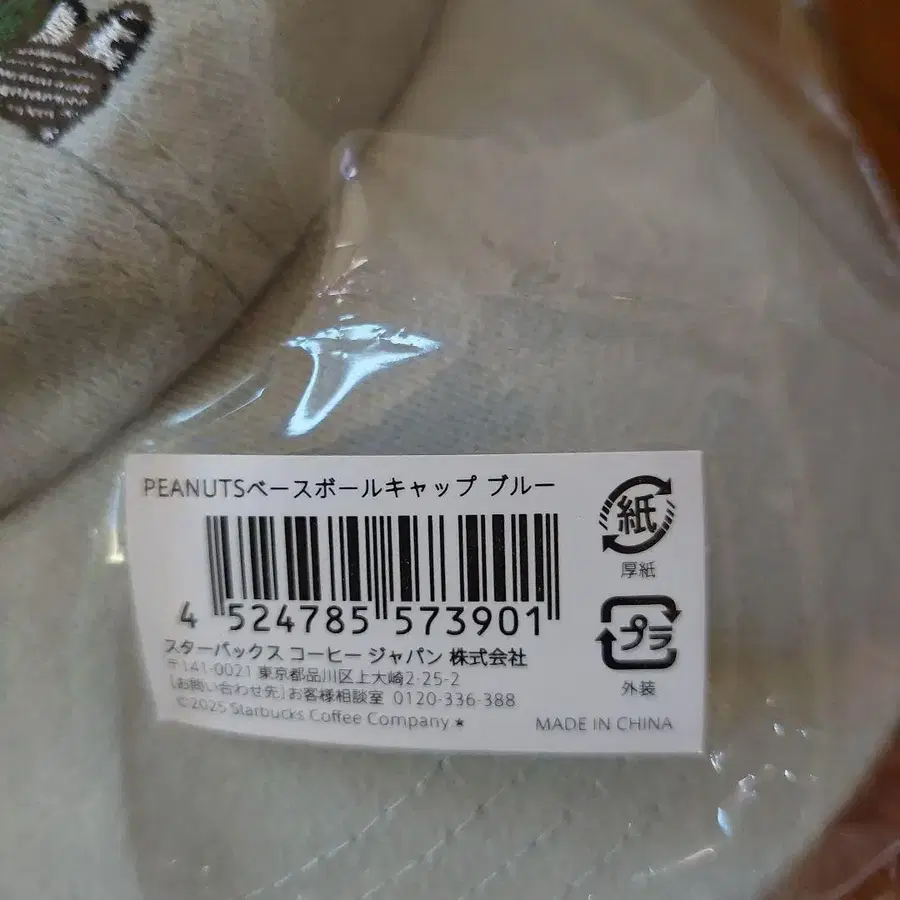 PEANUTSベースボールキャップ ブルー
紙
厚紙
4 524785 573901
プラ
外装
スターバックス コーヒー ジャパン 株式会社
〒141-0021 東京都品川区上大崎2-25-2
[お問い合わせ先]お客様相談室 0120-336-388
©2025 Starbucks Coffee Company.★
MADE IN CHINA